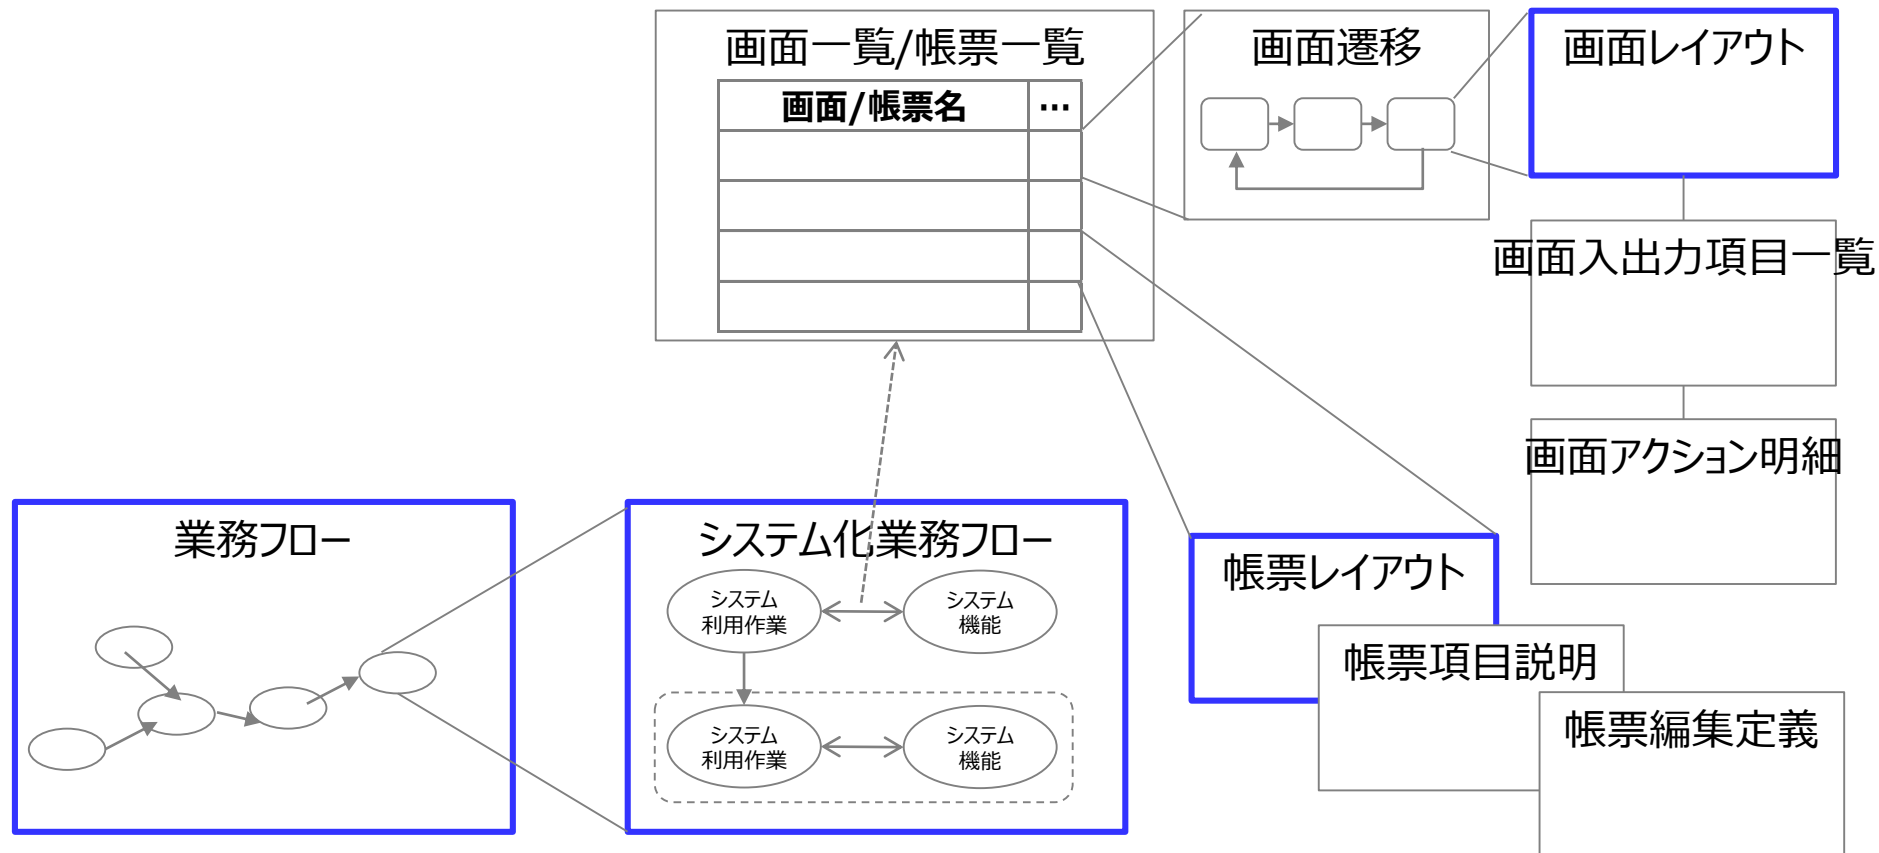 画面一覧/帳票一覧
画面/帳票名
…
画面遷移
画面レイアウト
画面入出力項目一覧
画面アクション明細
業務フロー
システム化業務フロー
システム
利用作業
システム
機能
システム
利用作業
システム
機能
帳票レイアウト
帳票項目説明
帳票編集定義